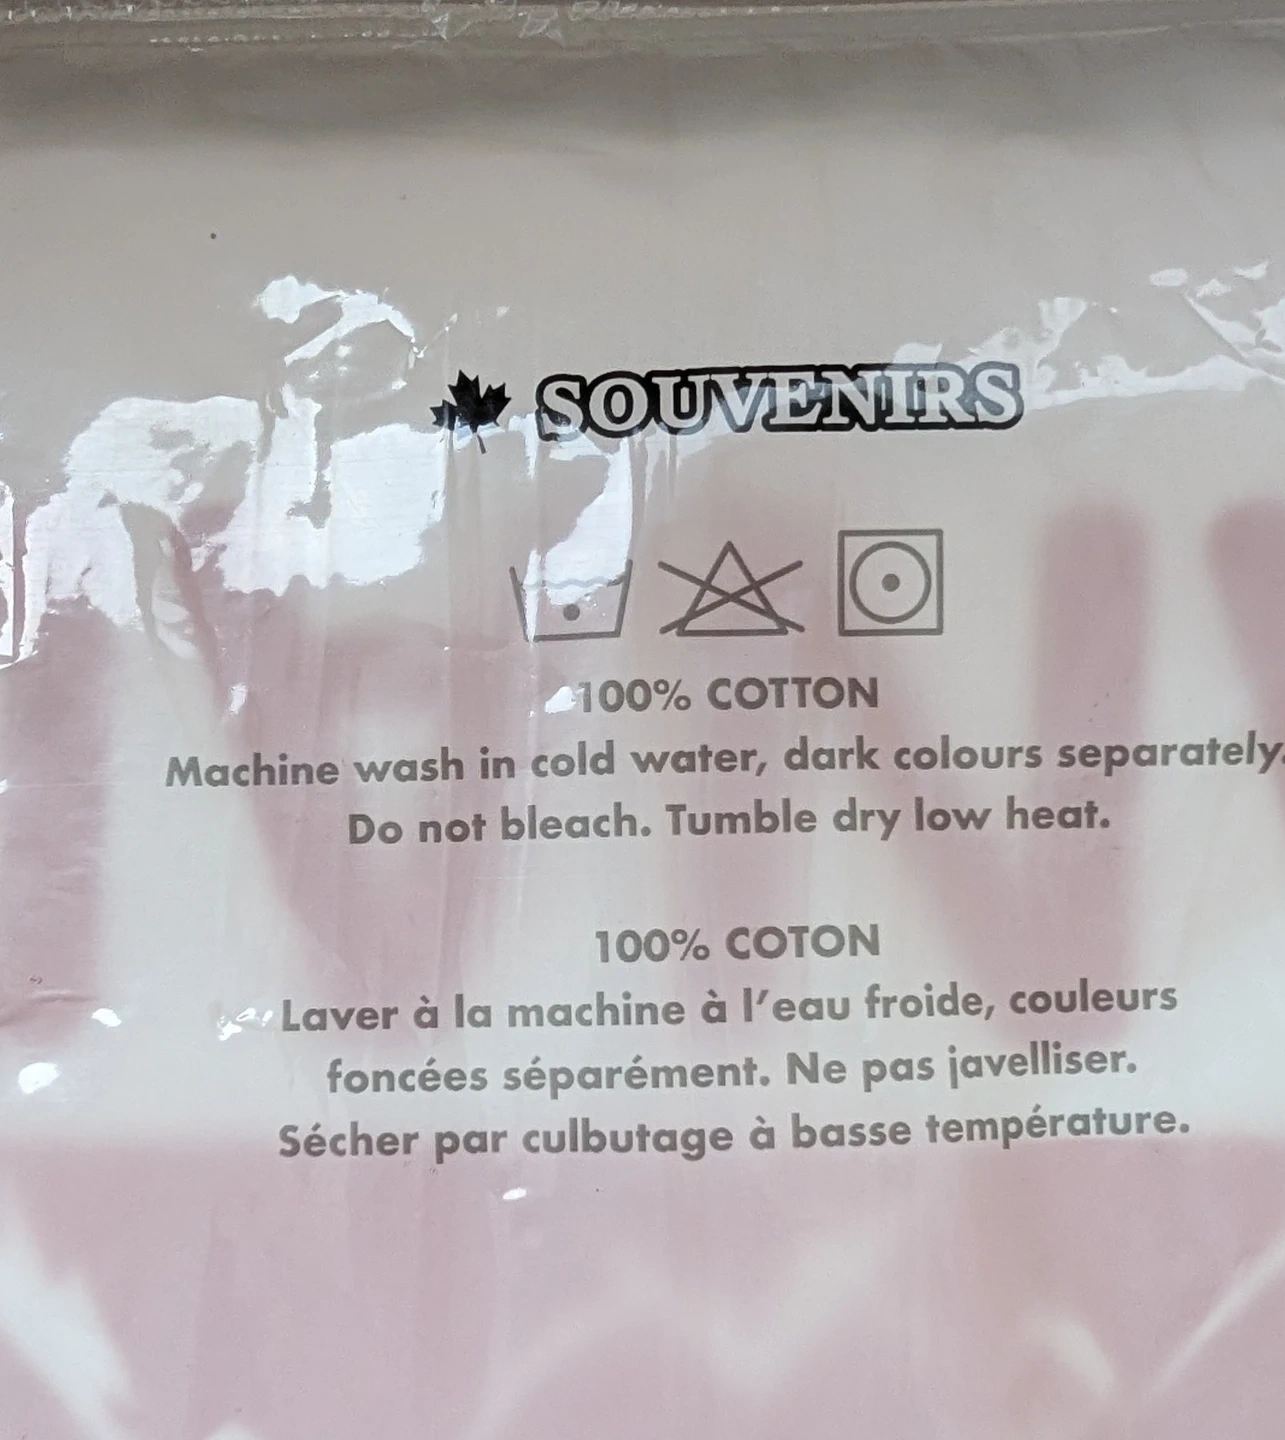 SOUVENIRS
100% COTTON
Machine wash in cold water, dark colours separately.
Do not bleach. Tumble dry low heat.
100% COTON
Laver à la machine à l'eau froide, couleurs
foncées séparément. Ne pas javelliser.
Sécher par culbutage à basse température.